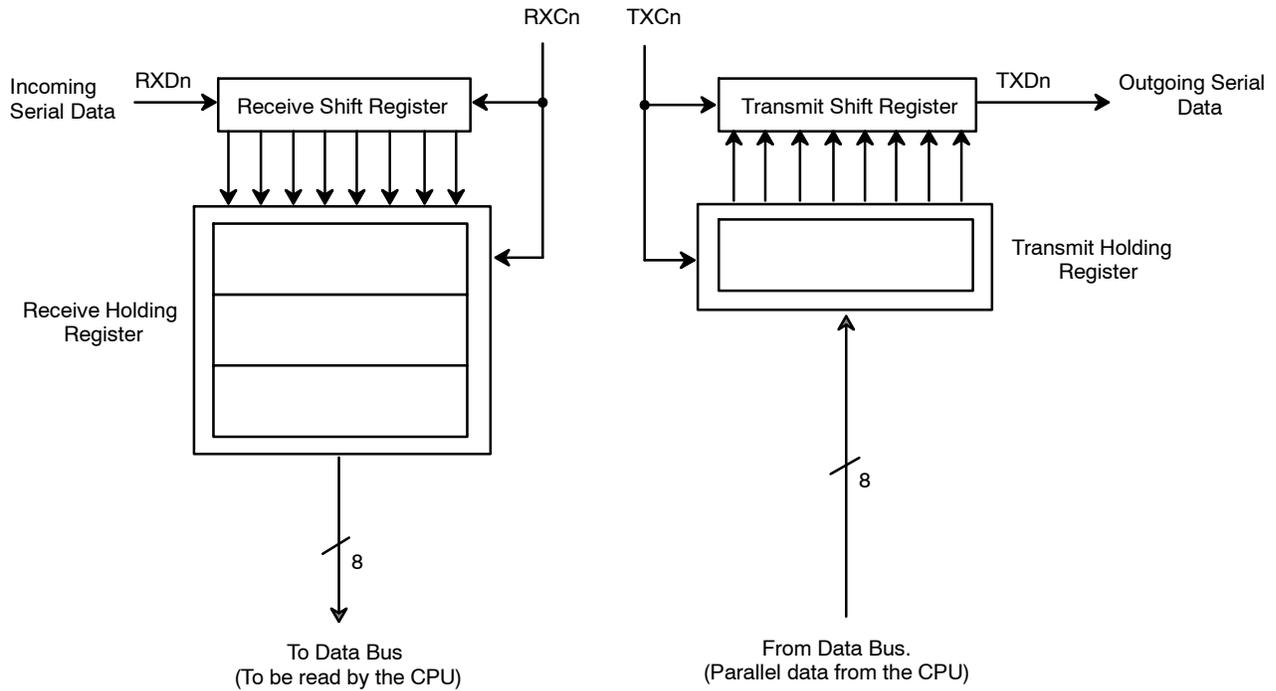 RXCn
TXCn
Incoming
Serial Data
RXDn
Receive Shift Register
Transmit Shift Register
TXDn
Outgoing Serial
Data
Receive Holding
Register
Transmit Holding
Register
8
8
To Data Bus
(To be read by the CPU)
From Data Bus.
(Parallel data from the CPU)